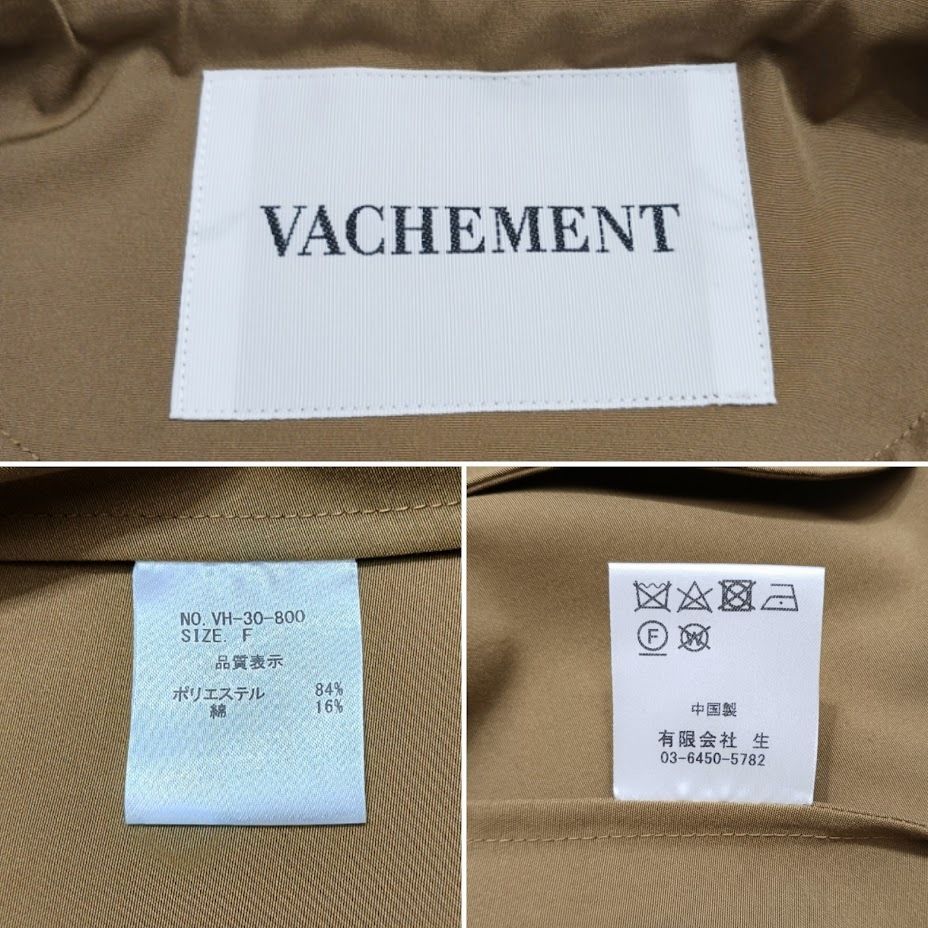 VACHEMENT
NO. VH-30-800
SIZE. F
品質表示
ポリエステル 84%
綿 16%
F W
中国製
有限会社 生
03-6450-5782